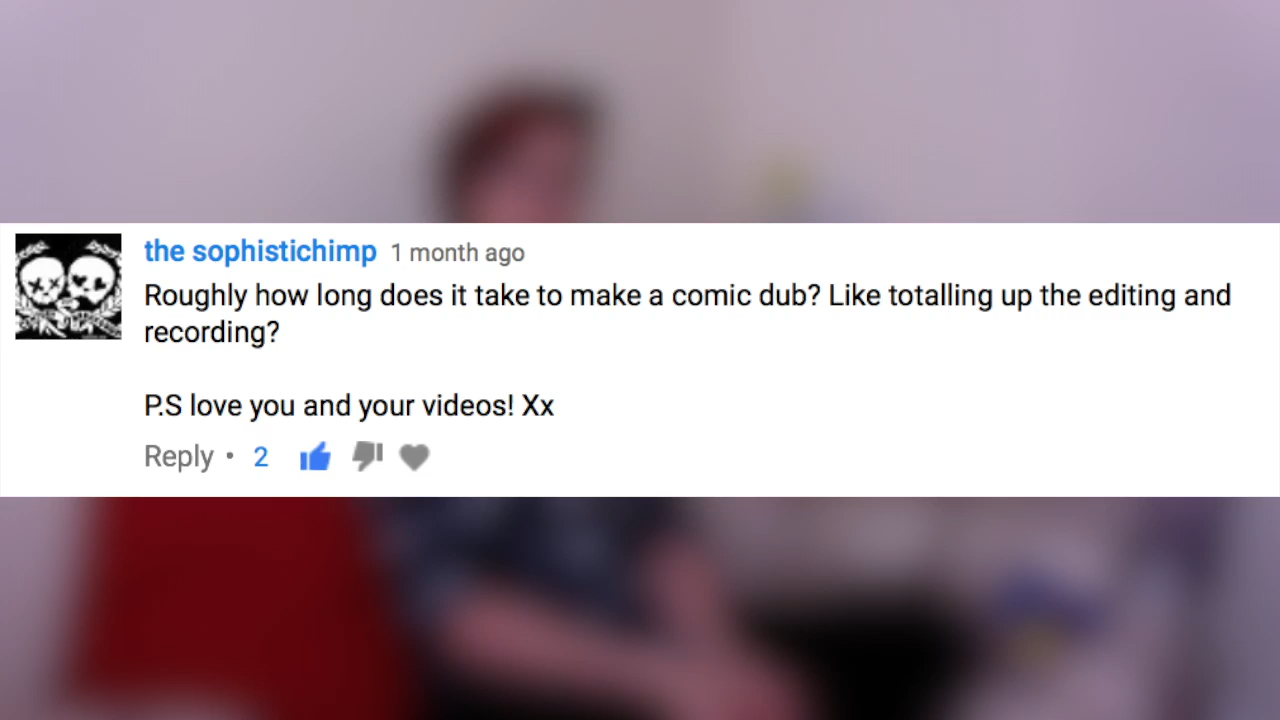 the sophistichimp 1 month ago
Roughly how long does it take to make a comic dub? Like totalling up the editing and
recording?
P.S love you and your videos! Xx
Reply • 2